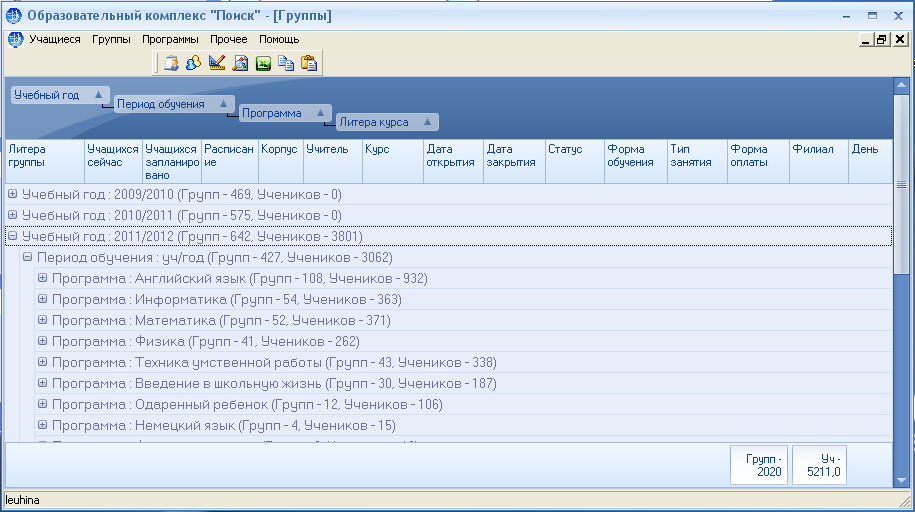 Образовательный комплекс "Поиск" - [Группы]
Учащиеся Группы Программы Прочее Помощь
Учебный год
Период обучения
Программа
Литера курса
Литера группы Учащихся сейчас Учащихся запланировано Расписание Корпус Учитель Курс Дата открытия Дата закрытия Статус Форма обучения Тип занятия Форма оплаты Филиал День
Учебный год : 2009/2010 (Групп - 469, Учеников - 0)
Учебный год : 2010/2011 (Групп - 575, Учеников - 0)
Учебный год : 2011/2012 (Групп - 642, Учеников - 3801)
Период обучения : уч/год (Групп - 427, Учеников - 3062)
Программа : Английский язык (Групп - 108, Учеников - 932)
Программа : Информатика (Групп - 54, Учеников - 363)
Программа : Математика (Групп - 52, Учеников - 371)
Программа : Физика (Групп - 41, Учеников - 262)
Программа : Техника умственной работы (Групп - 43, Учеников - 338)
Программа : Введение в школьную жизнь (Групп - 30, Учеников - 187)
Программа : Одаренный ребенок (Групп - 12, Учеников - 106)
Программа : Немецкий язык (Групп - 4, Учеников - 15)
Групп - 2020 Уч - 5211,0
leuhina